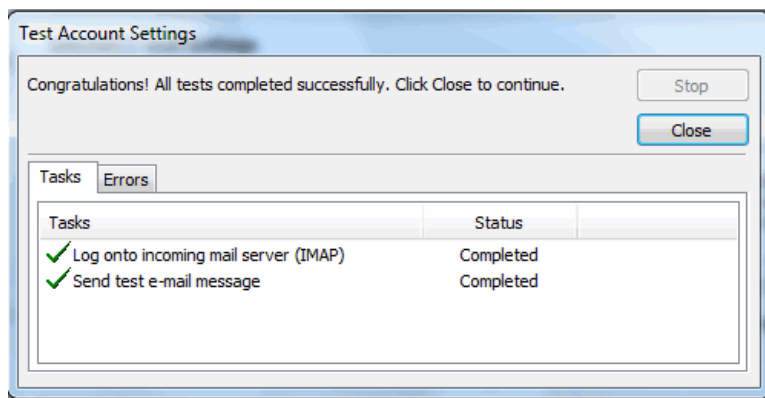 Test Account Settings
Congratulations! All tests completed successfully. Click Close to continue.
Stop
Close
Tasks Errors
Tasks Status
Log onto incoming mail server (IMAP) Completed
Send test e-mail message Completed